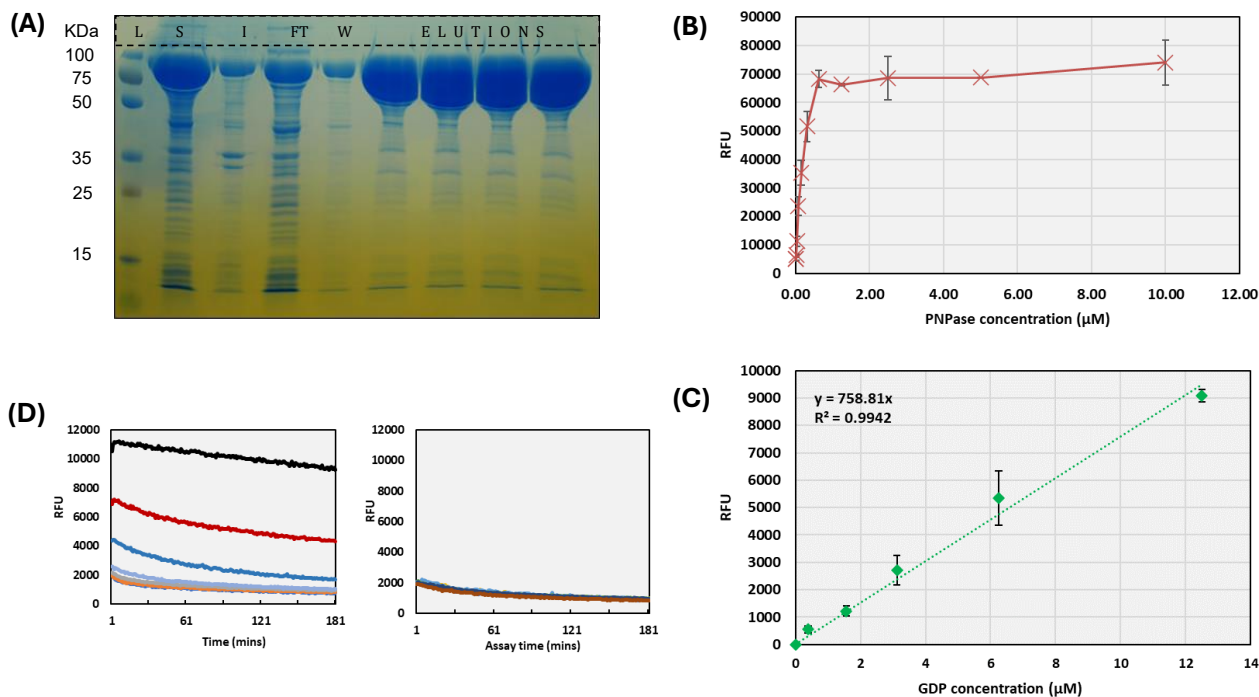 (A)
KDa L S I FT W E L U T I O N S
100
75
50
35
25
15
(B)
90000
80000
70000
60000
50000
40000
30000
20000
10000
0
RFU
0.00 2.00 4.00 6.00 8.00 10.00 12.00
PNPase concentration (µM)
(D)
12000
10000
8000
6000
4000
2000
0
RFU
1 61 121 181
Time (mins)
12000
10000
8000
6000
4000
2000
0
RFU
1 61 121 181
Assay time (mins)
(C)
10000
9000
8000
7000
6000
5000
4000
3000
2000
1000
0
RFU
y = 758.81x
R² = 0.9942
0 2 4 6 8 10 12 14
GDP concentration (µM)